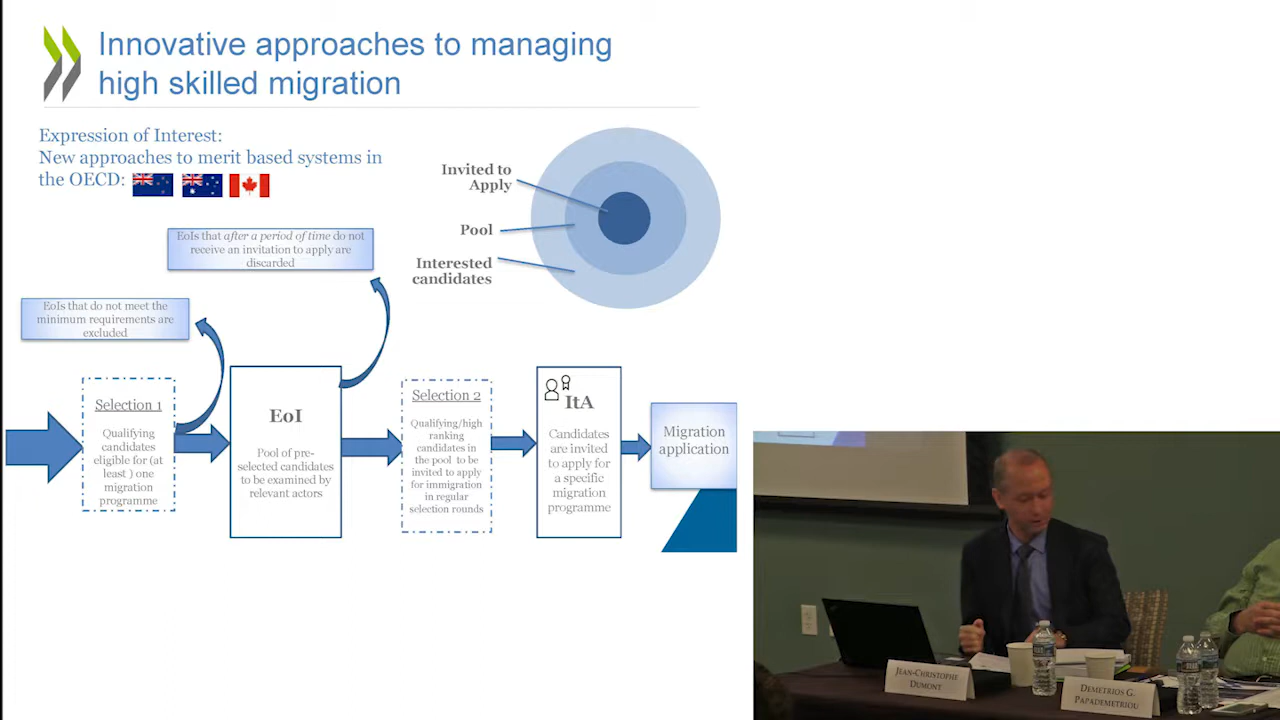 Innovative approaches to managing
high skilled migration
Expression of Interest:
New approaches to merit based systems in
the OECD:
Invited to
Apply
Pool
Interested
candidates
EoIs that after a period of time do not
receive an invitation to apply are
discarded
EoIs that do not meet the
minimum requirements are
excluded
Selection 1
Qualifying
candidates
eligible for (at
least ) one
migration
programme
EoI
Pool of pre-
selected candidates
to be examined by
relevant actors
Selection 2
Qualifying/high
ranking
candidates in
the pool to be
invited to apply
for immigration
in regular
selection rounds
ItA
Candidates
are invited
to apply for
a specific
migration
programme
Migration
application
JEAN-CHRISTOPHE
DUMONT
DEMETRIOS G.
PAPADEMETRIOU